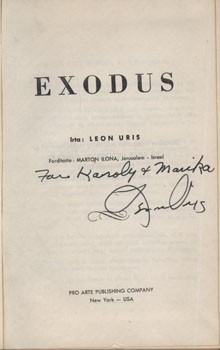 EXODUS
Irta: LEON URIS
Forditotta: MARTON ILONA, Jerusalem - Israel
For Karoly & Marika
Leon Uris
PRO ARTE PUBLISHING COMPANY
New York — USA